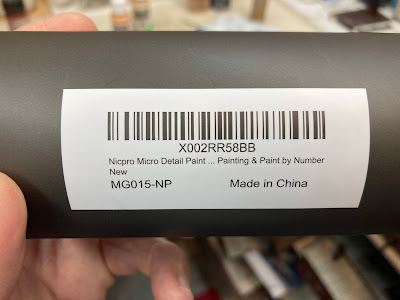 X002RR58BB
Nicpro Micro Detail Paint ... Painting & Paint by Number
New
MG015-NP Made in China